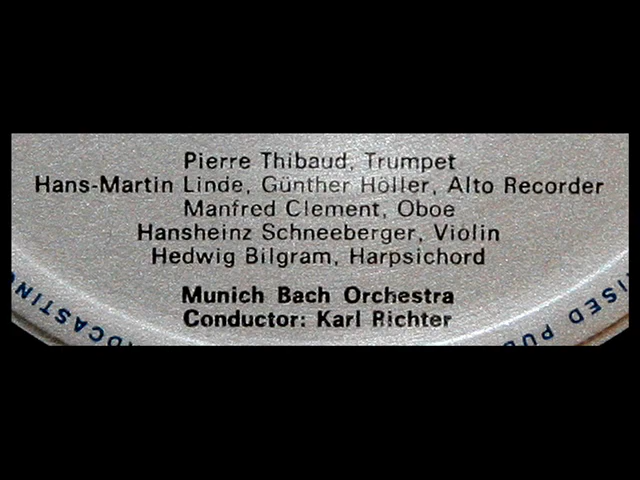 Pierre Thibaud, Trumpet
Hans-Martin Linde, Günther Höller, Alto Recorder
Manfred Clement, Oboe
Hansheinz Schneeberger, Violin
Hedwig Bilgram, Harpsichord
Munich Bach Orchestra
Conductor: Karl Richter